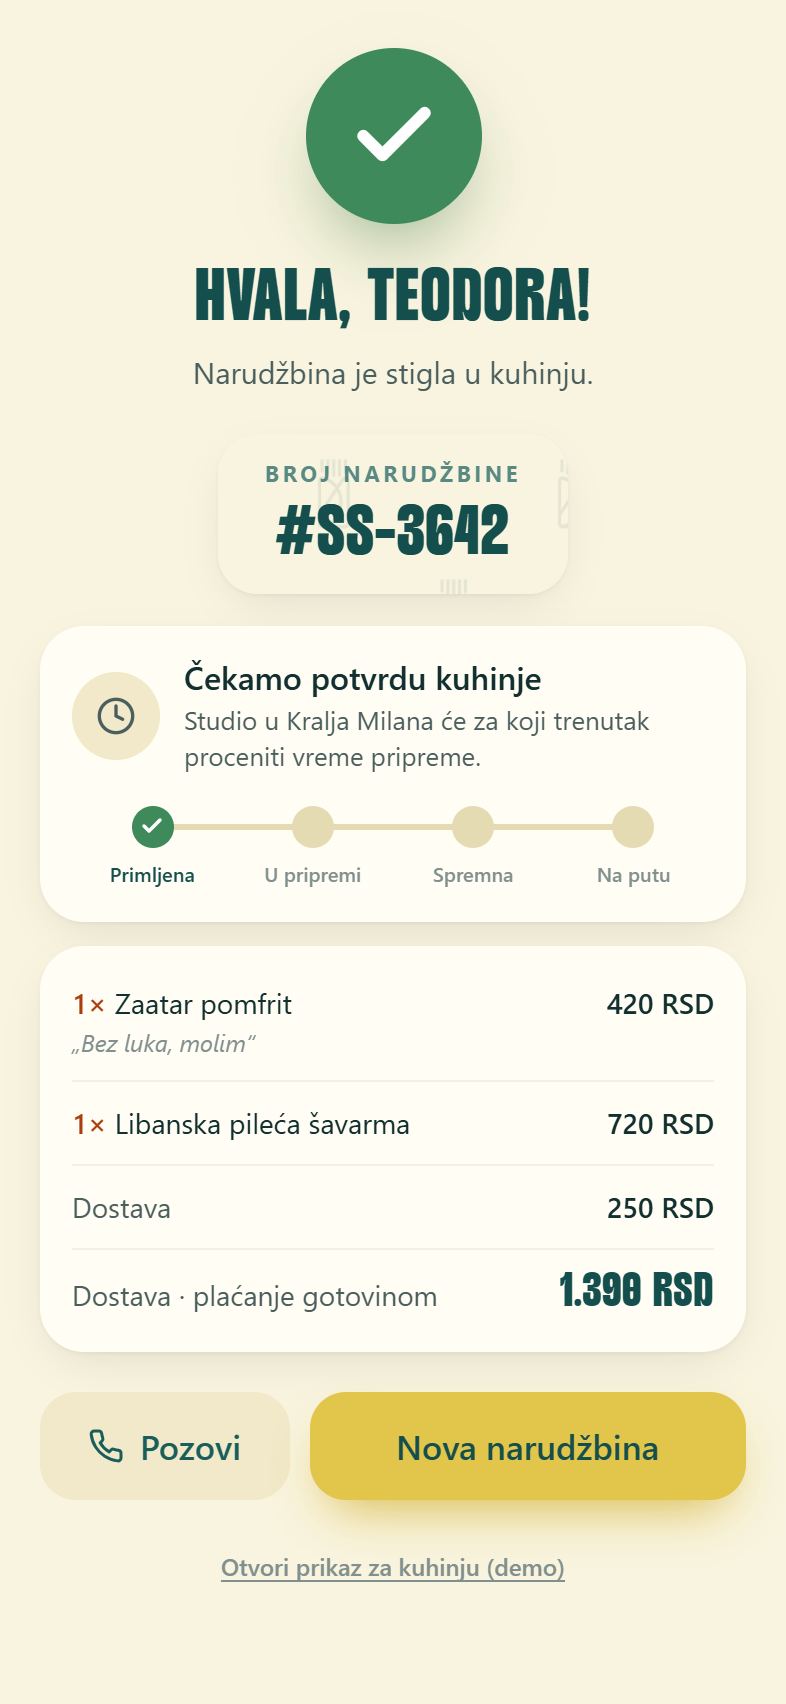 HVALA, TEODORA!
Narudžbina je stigla u kuhinju.
BROJ NARUDŽBINE
#SS-3642
Čekamo potvrdu kuhinje
Studio u Kralja Milana će za koji trenutak
proceniti vreme pripreme.
Primljena U pripremi Spremna Na putu
1× Zaatar pomfrit 420 RSD
„Bez luka, molim“
1× Libanska pileća šavarma 720 RSD
Dostava 250 RSD
Dostava · plaćanje gotovinom 1.390 RSD
Pozovi Nova narudžbina
Otvori prikaz za kuhinju (demo)